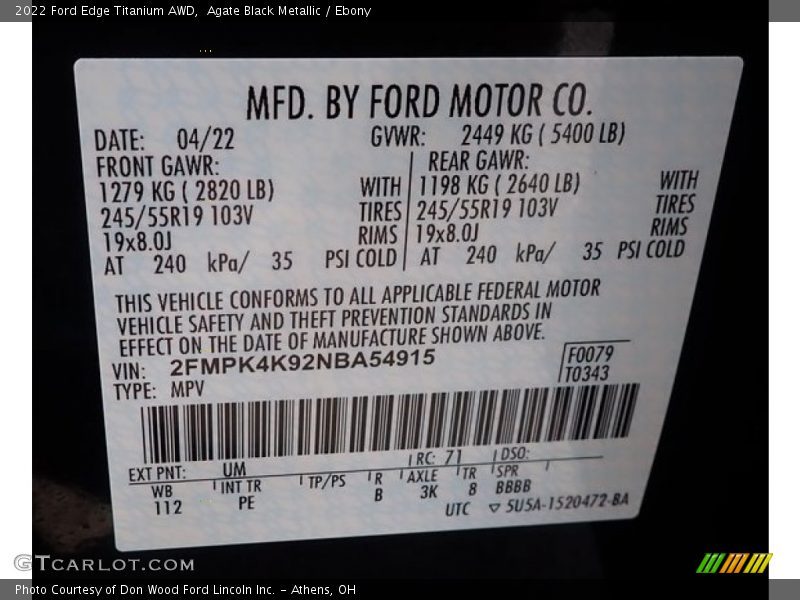 2022 Ford Edge Titanium AWD, Agate Black Metallic / Ebony
MFD. BY FORD MOTOR CO.
DATE: 04/22 GVWR: 2449 KG ( 5400 LB)
FRONT GAWR: REAR GAWR:
1279 KG ( 2820 LB) WITH 1198 KG ( 2640 LB) WITH
245/55R19 103V TIRES 245/55R19 103V TIRES
19x8.0J RIMS 19x8.0J RIMS
AT 240 kPa/ 35 PSI COLD AT 240 kPa/ 35 PSI COLD
THIS VEHICLE CONFORMS TO ALL APPLICABLE FEDERAL MOTOR
VEHICLE SAFETY AND THEFT PREVENTION STANDARDS IN
EFFECT ON THE DATE OF MANUFACTURE SHOWN ABOVE.
VIN: 2FMPK4K92NBA54915 F0079
TYPE: MPV T0343
EXT PNT: UM RC: 71 DSO:
WB INT TR TP/PS R AXLE TR SPR
112 PE B 3K 8 BBBB
UTC ▽ 5U5A-1520472-BA
GTCARLOT.COM
Photo Courtesy of Don Wood Ford Lincoln Inc. - Athens, OH